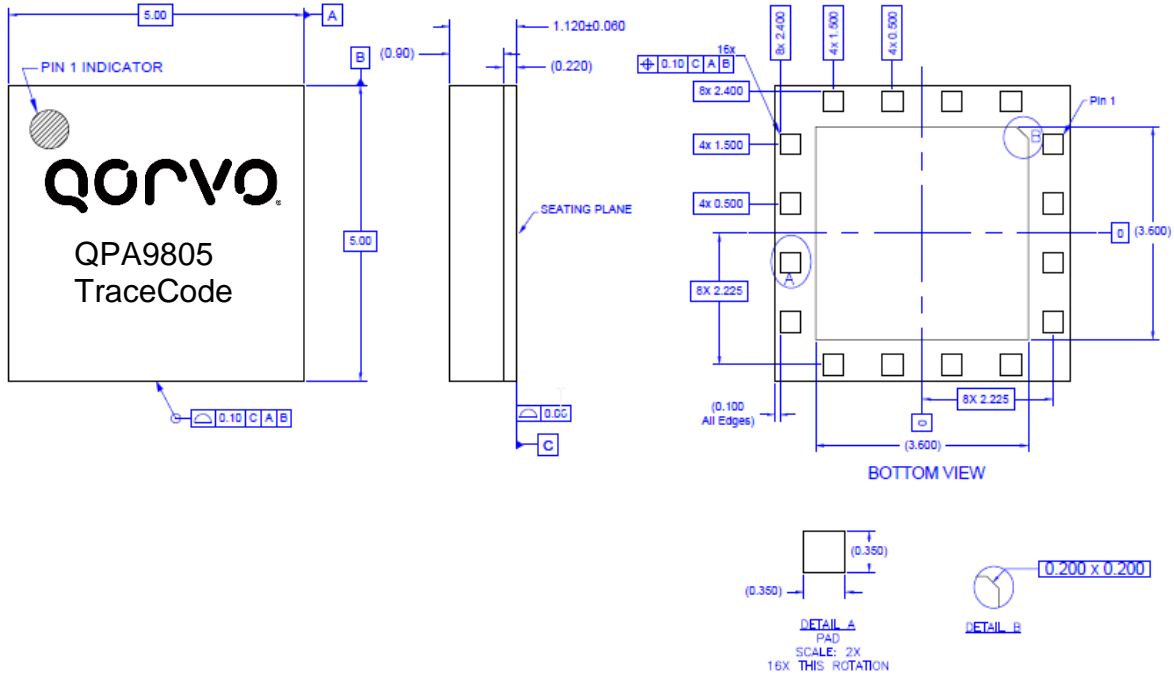 5.00
A
PIN 1 INDICATOR
B
QORVO
QPA9805
TraceCode
5.00
0.10 C A B
1.120±0.060
(0.90)
(0.220)
SEATING PLANE
C
16x
0.10 C A B
8x 2.400
4x 1.500
4x 0.500
8x 2.400
4x 1.500
4x 0.500
8X 2.225
A
B
Pin 1
0
(3.600)
8X 2.225
0
(3.600)
(0.100
All Edges)
BOTTOM VIEW
(0.350)
(0.350)
DETAIL A
PAD
SCALE: 2X
16X THIS ROTATION
0.200 x 0.200
DETAIL B